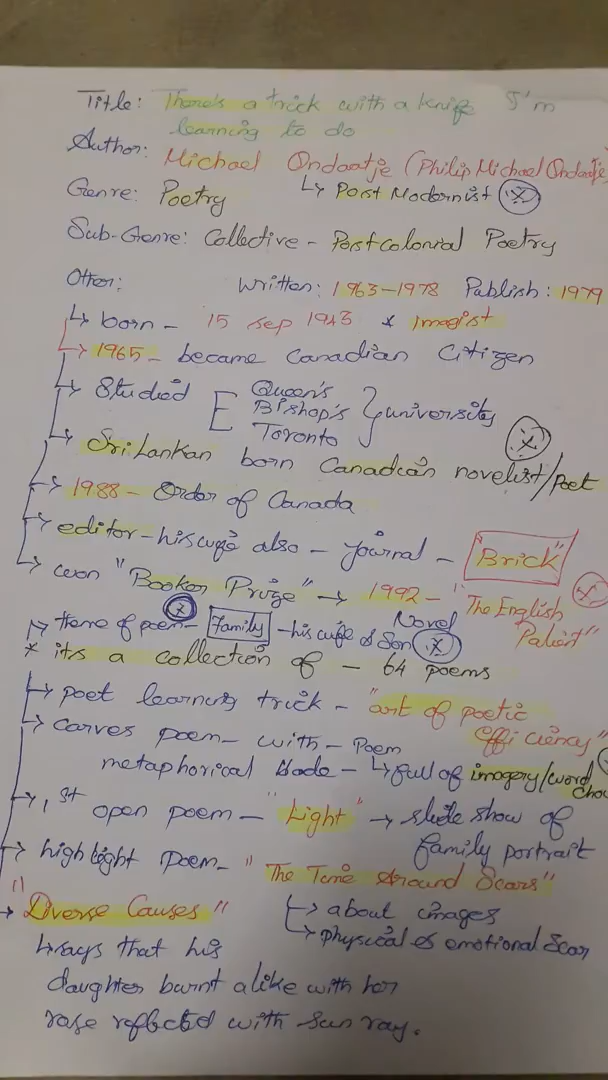 Title: There's a trick with a knife I'm
learning to do
Author: Michael Ondaatje (Philip Michael Ondaatje
↳ Post Modernist
Genre: Poetry
Sub-Genre: Collective - Postcolonial Poetry
Other: Written: 1963-1978 Publish: 1979
↳ born - 15 sep 1943 * Imagist
↳ 1965 - became Canadian Citizen
↳ Studied [ Queen's
Bishop's
Toronto } university
↳ Sri Lankan born Canadian novelist/poet
↳ 1988 - Order of Canada
↳ editor - his wife also - journal - "Brick"
↳ won "Booker Prize" → 1992 - "The English
Patient"
Novel
↳ theme of poem - Family - his wife & Son
* its a collection of - 64 poems
↳ poet learning trick - "art of poetic
efficiency"
↳ carves poem - with - Poem
metaphorical blade - ↳ full of imagery/word
choi
↳ 1st open poem - "Light" → slide show of
family portrait
↳ highlight poem - "The Time Around Scars"
↳ about images
↳ physical & emotional Scar
→ "Diverse Causes"
↳ says that his
daughter burnt alike with her
rose reflected with Sun ray.